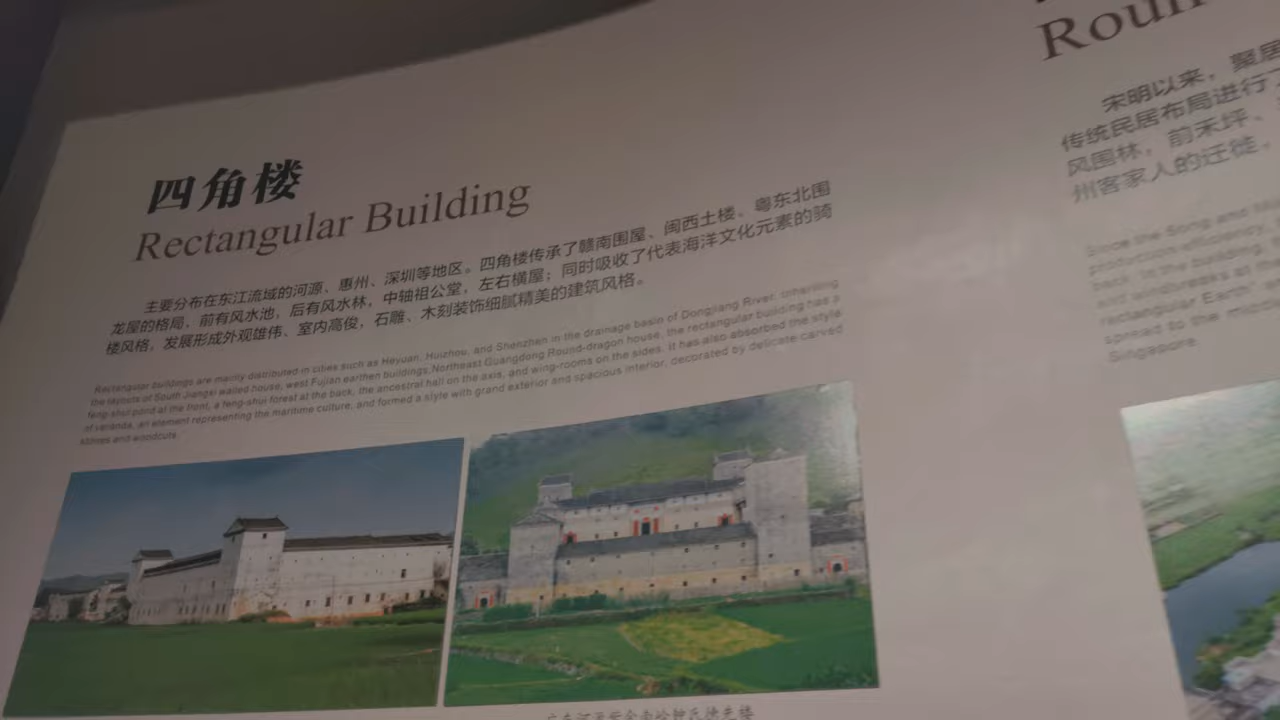 四角楼
Rectangular Building
主要分布在东江流域的河源、惠州、深圳等地区。四角楼传承了赣南围屋、闽西土楼、粤东北围
龙屋的格局，前有风水池，后有风水林，中轴祖公堂，左右横屋；同时吸收了代表海洋文化元素的骑
楼风格，发展形成外观雄伟、室内高俊，石雕、木刻装饰细腻精美的建筑风格。
Rectangular buildings are mainly distributed in cities such as Heyuan, Huizhou, and Shenzhen in the drainage basin of Dongjiang River. Inheriting
the layouts of South Jiangxi walled house, west Fujian earthen buildings,Northeast Guangdong Round-dragon house, the rectangular building has a
feng-shui pond at the front, a feng-shui forest at the back, the ancestral hall on the axis, and wing-rooms on the sides. It has also absorbed the style
of veranda, an element representing the maritime culture, and formed a style with grand exterior and spacious interior, decorated by delicate carved
stones and woodcuts.
Roun
宋明以来，聚居
传统民居布局进行
风围林，前禾坪、
州客家人的迁徙，
Since the Song and
production efficiency,
back. In the building,
rectangular
spread to the
Singapore.